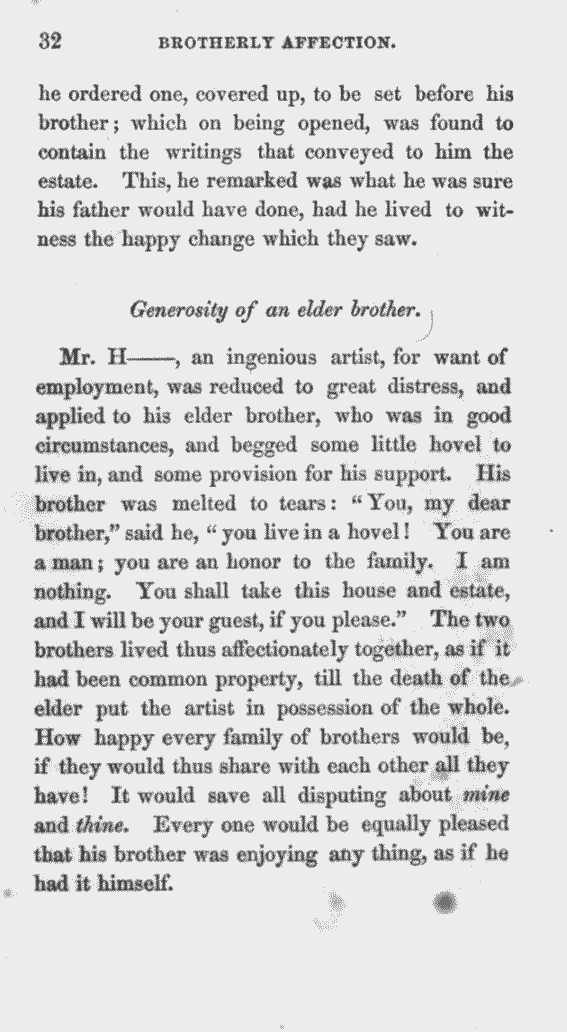 32 BROTHERLY AFFECTION.
he ordered one, covered up, to be set before his
brother; which on being opened, was found to
contain the writings that conveyed to him the
estate. This, he remarked was what he was sure
his father would have done, had he lived to wit-
ness the happy change which they saw.
Generosity of an elder brother.
Mr. H——, an ingenious artist, for want of
employment, was reduced to great distress, and
applied to his elder brother, who was in good
circumstances, and begged some little hovel to
live in, and some provision for his support. His
brother was melted to tears: “You, my dear
brother,” said he, “you live in a hovel! You are
a man; you are an honor to the family. I am
nothing. You shall take this house and estate,
and I will be your guest, if you please.” The two
brothers lived thus affectionately together, as if it
had been common property, till the death of the
elder put the artist in possession of the whole.
How happy every family of brothers would be,
if they would thus share with each other all they
have! It would save all disputing about mine
and thine. Every one would be equally pleased
that his brother was enjoying any thing, as if he
had it himself.